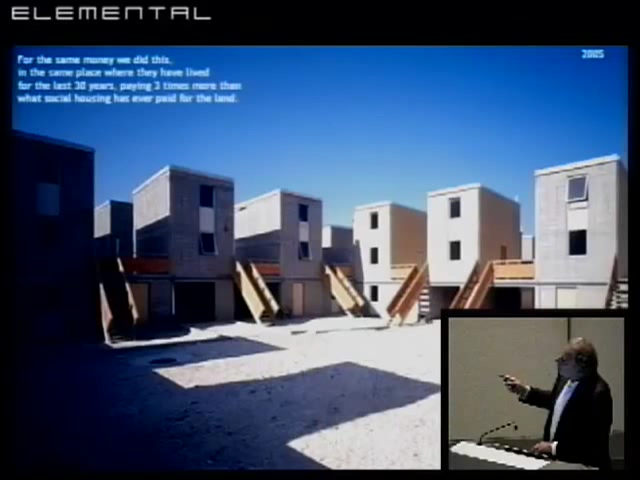 ELEMENTAL
For the same money we did this,
in the same place where they have lived
for the last 30 years, paying 3 times more than
what social housing has ever paid for the land.
2005